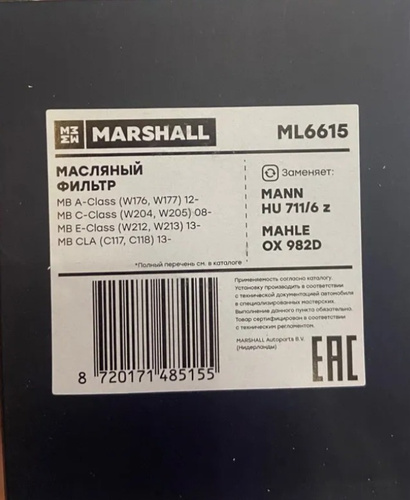 MARSHALL
ML6615
МАСЛЯНЫЙ
ФИЛЬТР
MB A-Class (W176, W177) 12-
MB C-Class (W204, W205) 08-
MB E-Class (W212, W213) 13-
MB CLA (C117, C118) 13-
*Полный перечень см. в каталоге
Заменяет:
MANN
HU 711/6 z
MAHLE
OX 982D
8 720171 485155
Применяемость согласно каталогу.
Установку производить в соответствии
с технической документацией автомобиля
в специализированных мастерских.
Выполнение данного пункта обязательно.
Товар сертифицирован в соответствии
с техническим регламентом.
MARSHALL Autoparts B.V.
(Нидерланды)
EAC